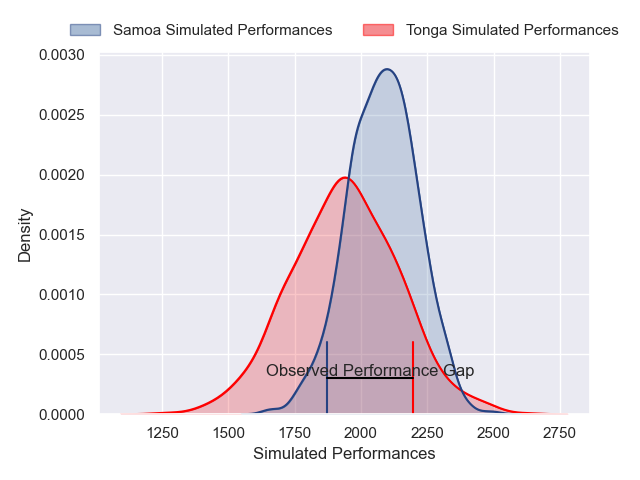 Samoa Simulated Performances
Tonga Simulated Performances
0.0030
0.0025
0.0020
0.0015
0.0010
0.0005
0.0000
Density
Observed Performance Gap
1250 1500 1750 2000 2250 2500 2750
Simulated Performances